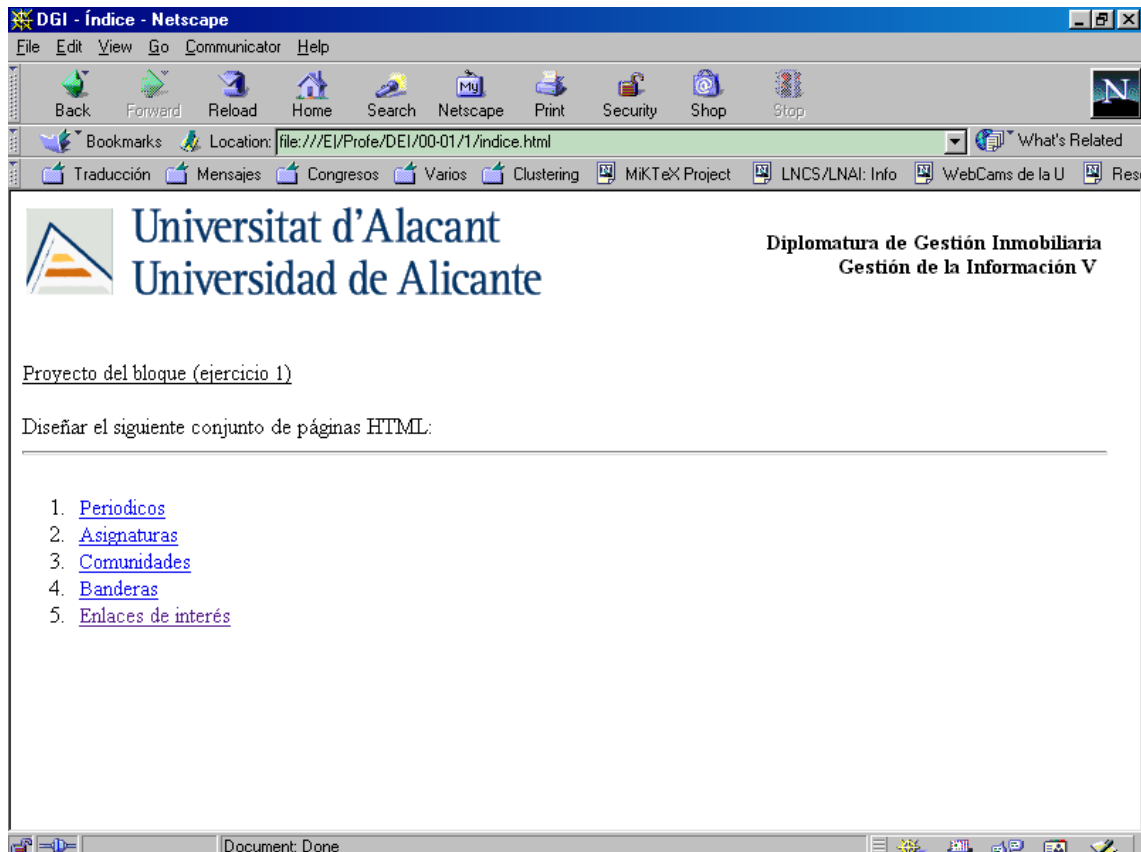 DGI - Índice - Netscape
File Edit View Go Communicator Help
My
N
Back Forward Reload Home Search Netscape Print Security Shop Stop
Bookmarks Location: file:///E|/Profe/DEI/00-01/1/indice.html What's Related
Traducción Mensajes Congresos Varios Clustering MiKTeX Project LNCS/LNAI: Info WebCams de la U Res
Universitat d'Alacant
Universidad de Alicante
Diplomatura de Gestión Inmobiliaria
Gestión de la Información V
Proyecto del bloque (ejercicio 1)
Diseñar el siguiente conjunto de páginas HTML:
1. Periodicos
2. Asignaturas
3. Comunidades
4. Banderas
5. Enlaces de interés
Document: Done